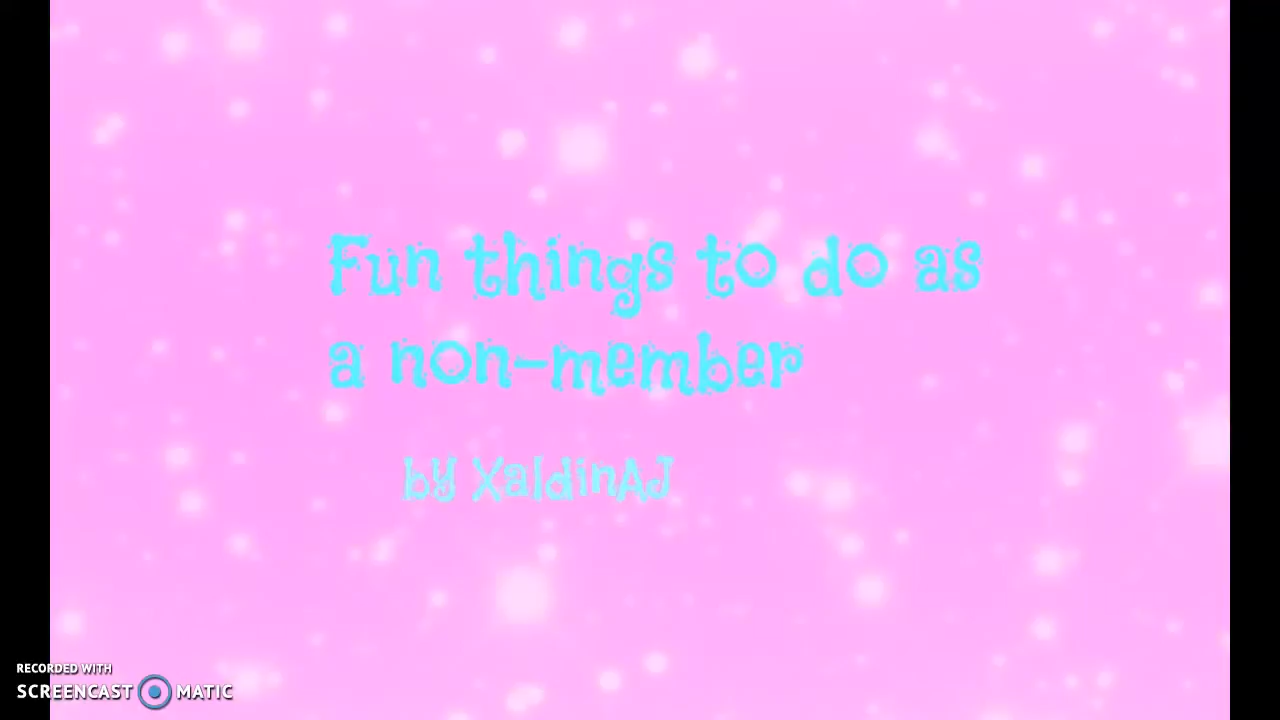 Fun things to do as
a non-member
by XaldinAJ
RECORDED WITH
SCREENCAST MATIC